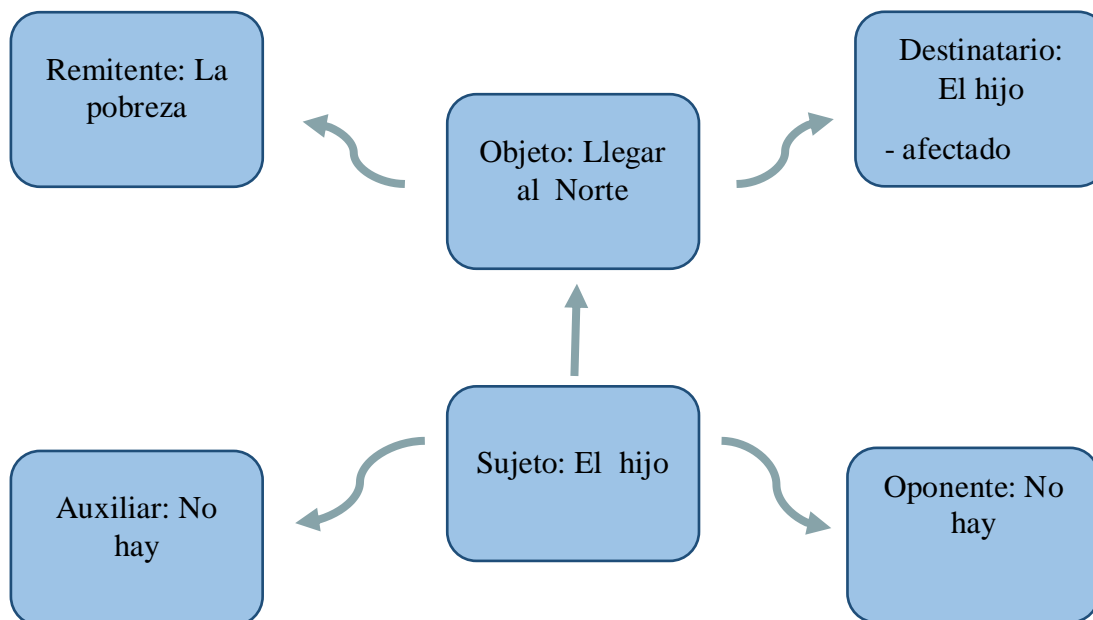 Remitente: La
pobreza
Destinatario:
El hijo
- afectado
Objeto: Llegar
al Norte
Sujeto: El hijo
Auxiliar: No
hay
Oponente: No
hay